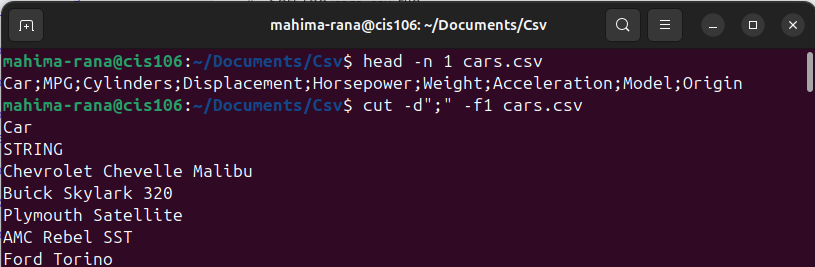 mahima-rana@cis106: ~/Documents/Csv
mahima-rana@cis106:~/Documents/Csv$ head -n 1 cars.csv
Car;MPG;Cylinders;Displacement;Horsepower;Weight;Acceleration;Model;Origin
mahima-rana@cis106:~/Documents/Csv$ cut -d";" -f1 cars.csv
Car
STRING
Chevrolet Chevelle Malibu
Buick Skylark 320
Plymouth Satellite
AMC Rebel SST
Ford Torino